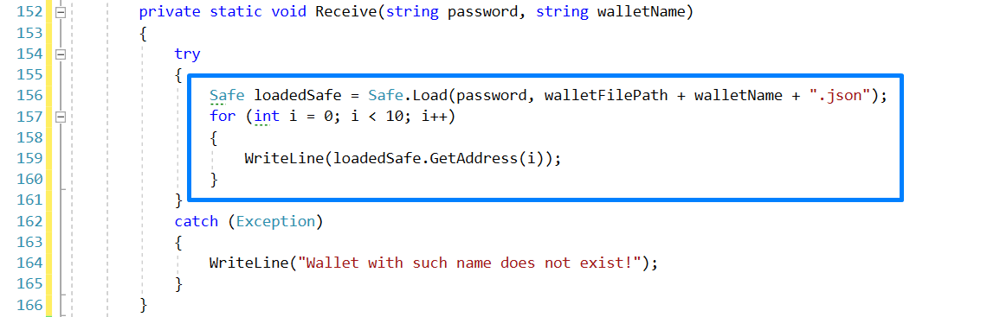 152 private static void Receive(string password, string walletName)
153 {
154 try
155 {
156 Safe loadedSafe = Safe.Load(password, walletFilePath + walletName + ".json");
157 for (int i = 0; i < 10; i++)
158 {
159 WriteLine(loadedSafe.GetAddress(i));
160 }
161 }
162 catch (Exception)
163 {
164 WriteLine("Wallet with such name does not exist!");
165 }
166 }